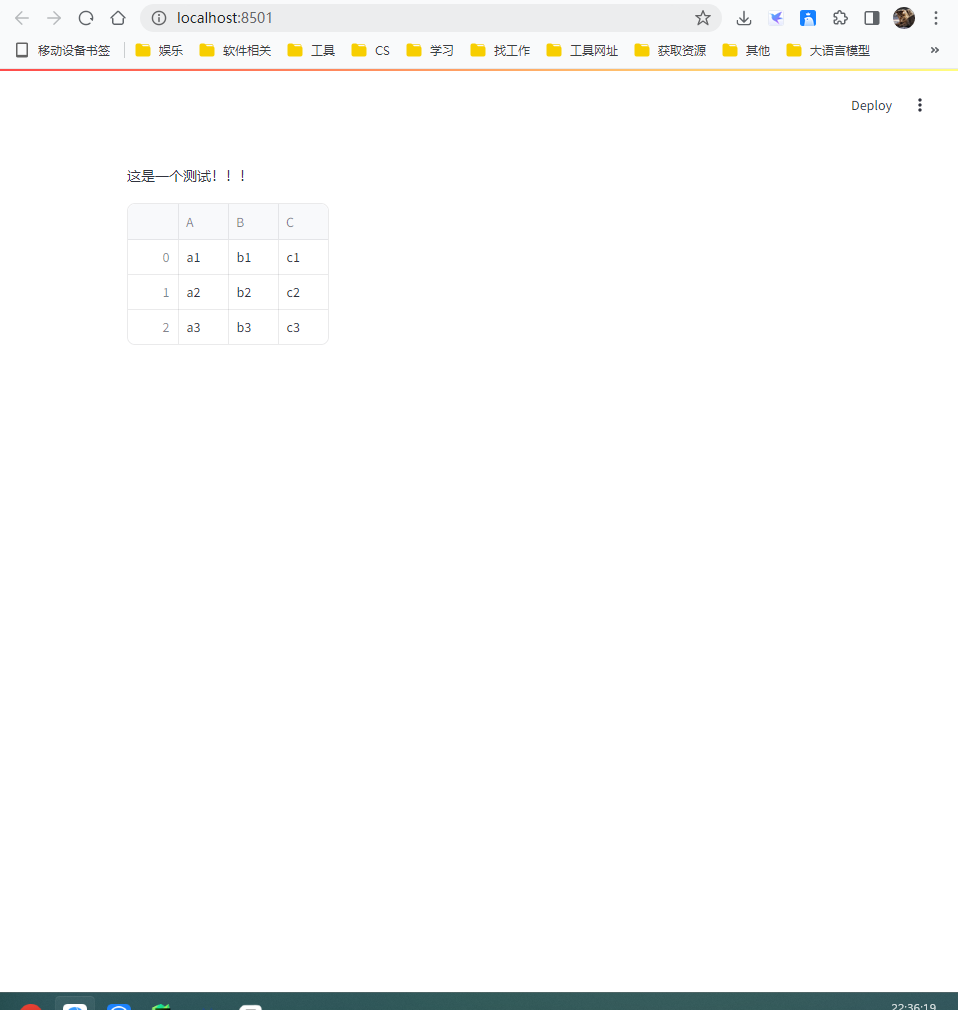 localhost:8501
移动设备书签 娱乐 软件相关 工具 CS 学习 找工作 工具网址 获取资源 其他 大语言模型 »
Deploy
这是一个测试！！！
A B C
0 a1 b1 c1
1 a2 b2 c2
2 a3 b3 c3
22:36:19